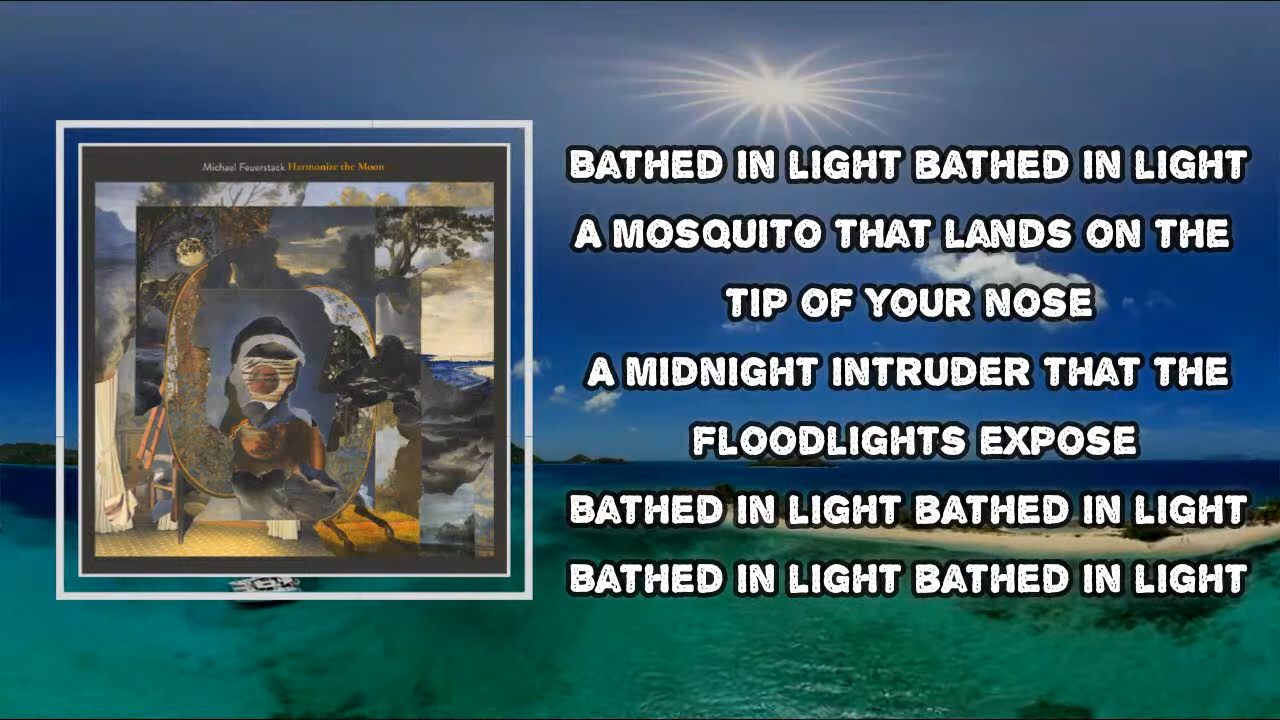 Michael Feuerstack Harmonize the Moon
BATHED IN LIGHT BATHED IN LIGHT
A MOSQUITO THAT LANDS ON THE
TIP OF YOUR NOSE
A MIDNIGHT INTRUDER THAT THE
FLOODLIGHTS EXPOSE
BATHED IN LIGHT BATHED IN LIGHT
BATHED IN LIGHT BATHED IN LIGHT